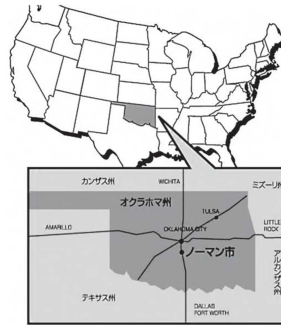 カンザス州
WICHITA
ミズーリ州
オクラホマ州
TULSA
AMARILLO
OKLAHOMA CITY
LITTLE
ROCK
ノーマン市
アルカンザス州
テキサス州
DALLAS
FORT WORTH